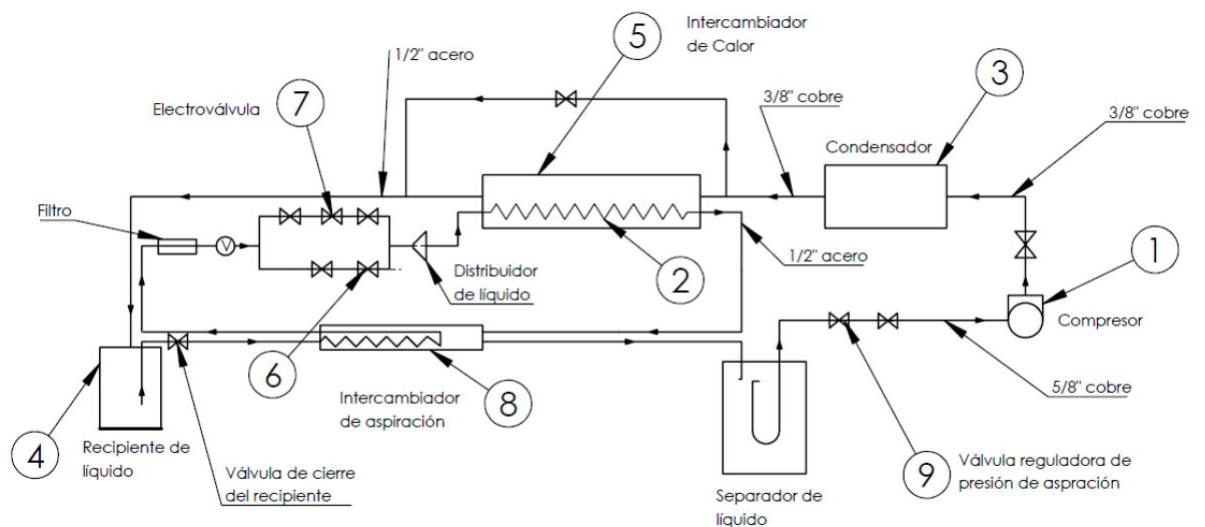 5
Intercambiador
de Calor
1/2" acero
3
3/8" cobre
3/8" cobre
Electroválvula
7
Condensador
Filtro
V
1/2" acero
1
Distribuidor
de líquido
2
Compresor
6
4
Intercambiador
de aspiración
8
5/8" cobre
Recipiente de
líquido
Válvula de cierre
del recipiente
Separador de
líquido
9
Válvula reguladora de
presión de aspración